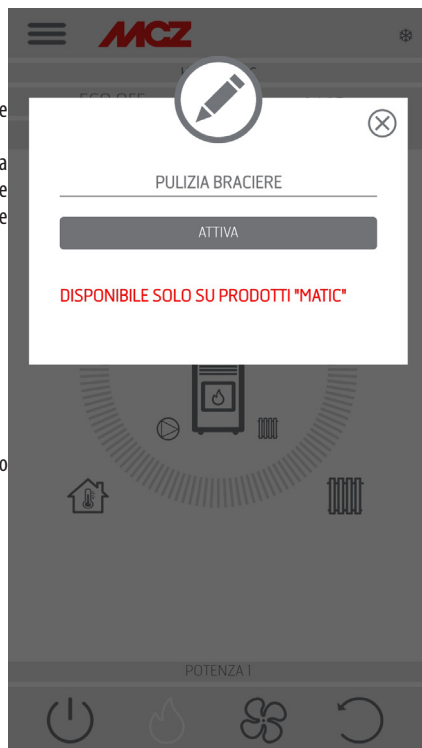 MCZ
PULIZIA BRACIERE
ATTIVA
DISPONIBILE SOLO SU PRODOTTI "MATIC"
POTENZA 1